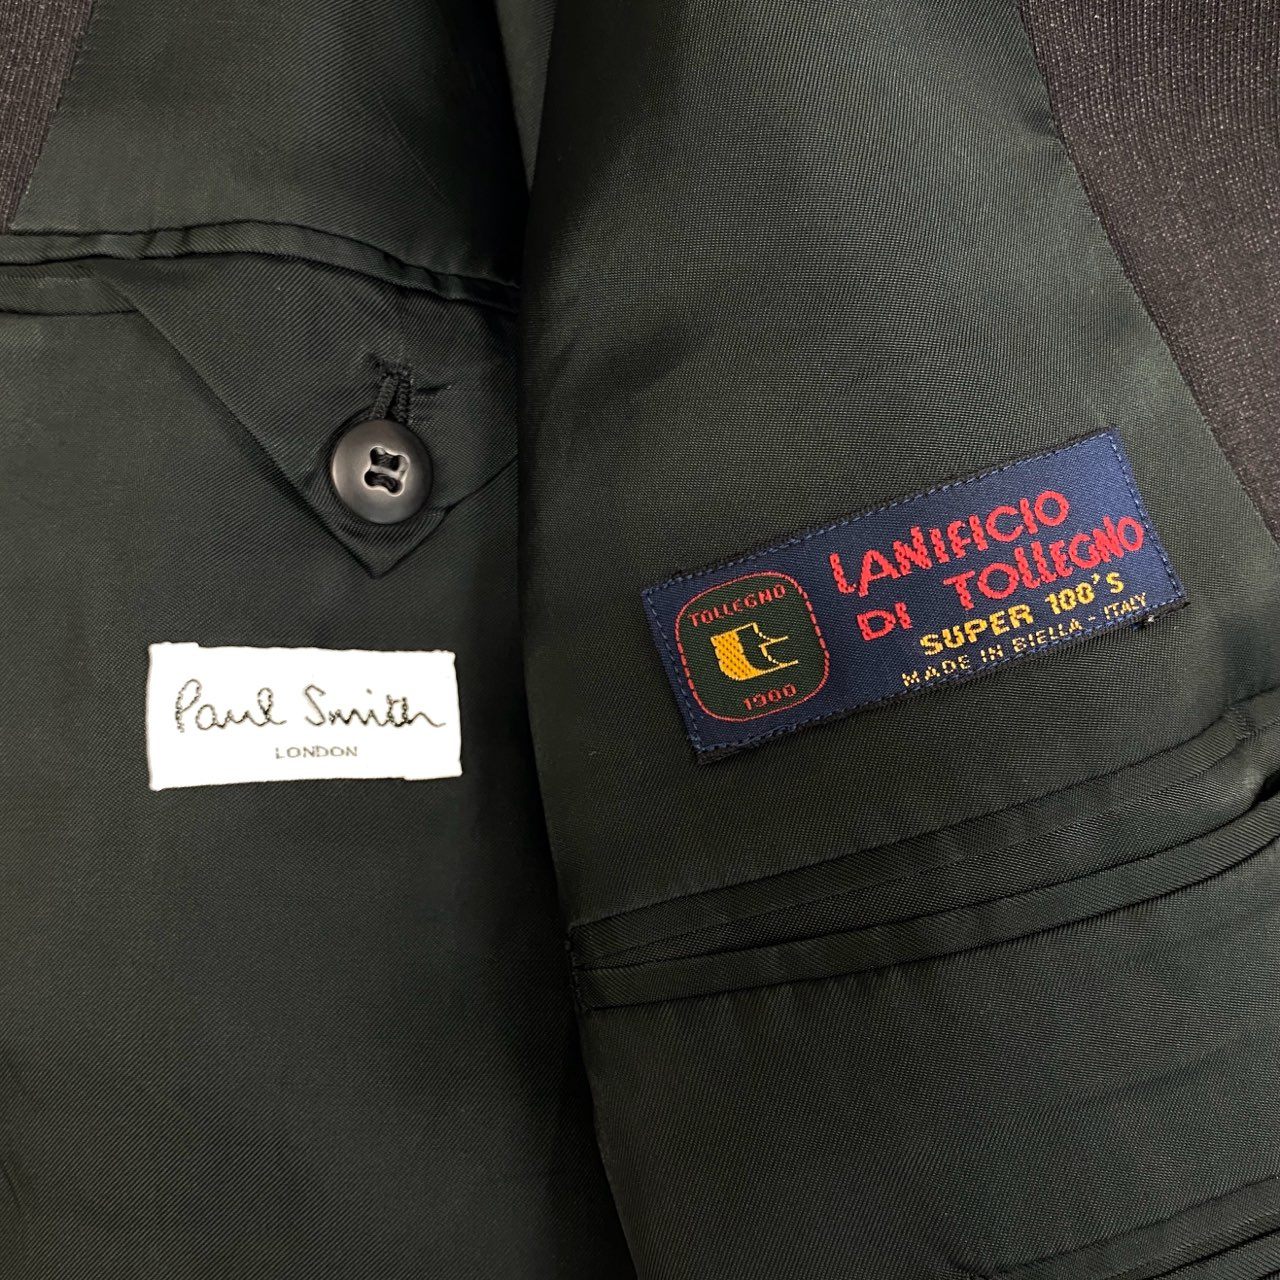 Paul Smith
LONDON
TOLLEGNO
1900
LANIFICIO
DI TOLLEGNO
SUPER 100'S
MADE IN BIELLA - ITALY